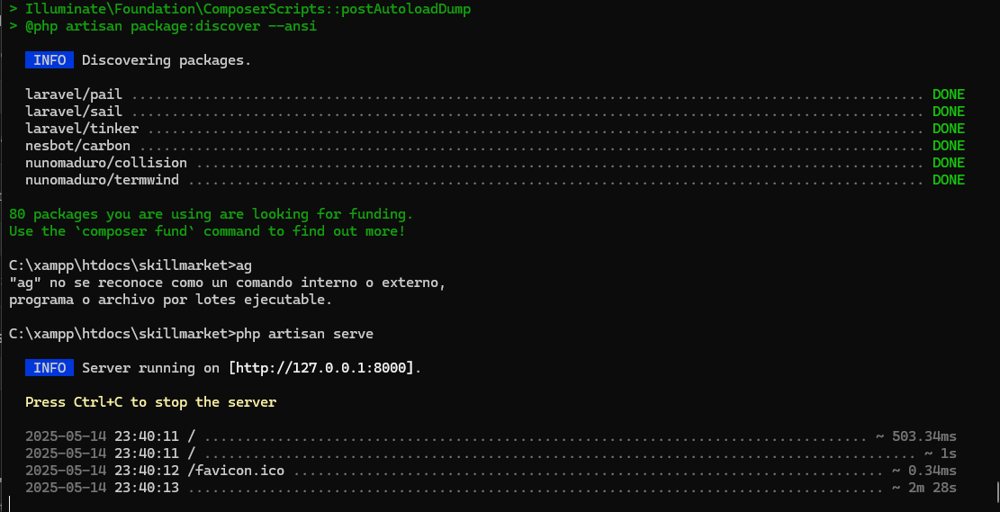 > Illuminate\Foundation\ComposerScripts::postAutoloadDump
> @php artisan package:discover --ansi
INFO Discovering packages.
laravel/pail ........................................................................................................ DONE
laravel/sail ........................................................................................................ DONE
laravel/tinker ...................................................................................................... DONE
nesbot/carbon ....................................................................................................... DONE
nunomaduro/collision ................................................................................................ DONE
nunomaduro/termwind ................................................................................................. DONE
80 packages you are using are looking for funding.
Use the `composer fund` command to find out more!
C:\xampp\htdocs\skillmarket>ag
"ag" no se reconoce como un comando interno o externo,
programa o archivo por lotes ejecutable.
C:\xampp\htdocs\skillmarket>php artisan serve
INFO Server running on [http://127.0.0.1:8000].
Press Ctrl+C to stop the server
2025-05-14 23:40:11 / .................................................................................. ~ 503.34ms
2025-05-14 23:40:11 / ........................................................................................ ~ 1s
2025-05-14 23:40:12 /favicon.ico ......................................................................... ~ 0.34ms
2025-05-14 23:40:13 ...................................................................................... ~ 2m 28s